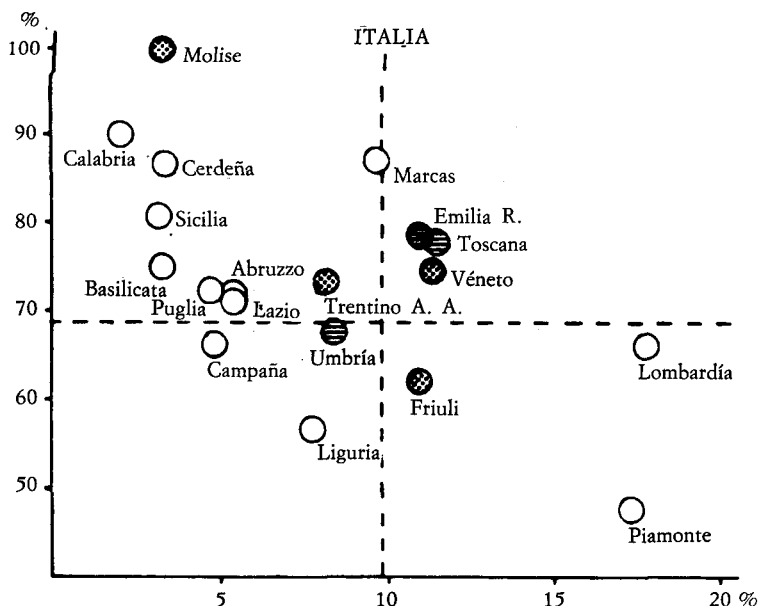 %
ITALIA
100
Molise
90
Calabria
Cerdeña
Marcas
80
Sicilia
Emilia R.
Toscana
Basilicata
Abruzzo
Véneto
70
Puglia
Lazio
Trentino A. A.
Campaña
Umbría
Lombardía
60
Friuli
Liguria
50
Piamonte
5
10
15
20 %